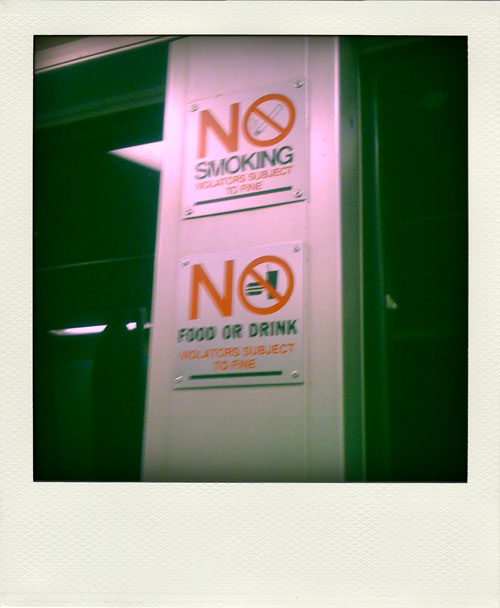 NO
SMOKING
VIOLATORS SUBJECT
TO FINE
NO
FOOD OR DRINK
VIOLATORS SUBJECT
TO FINE